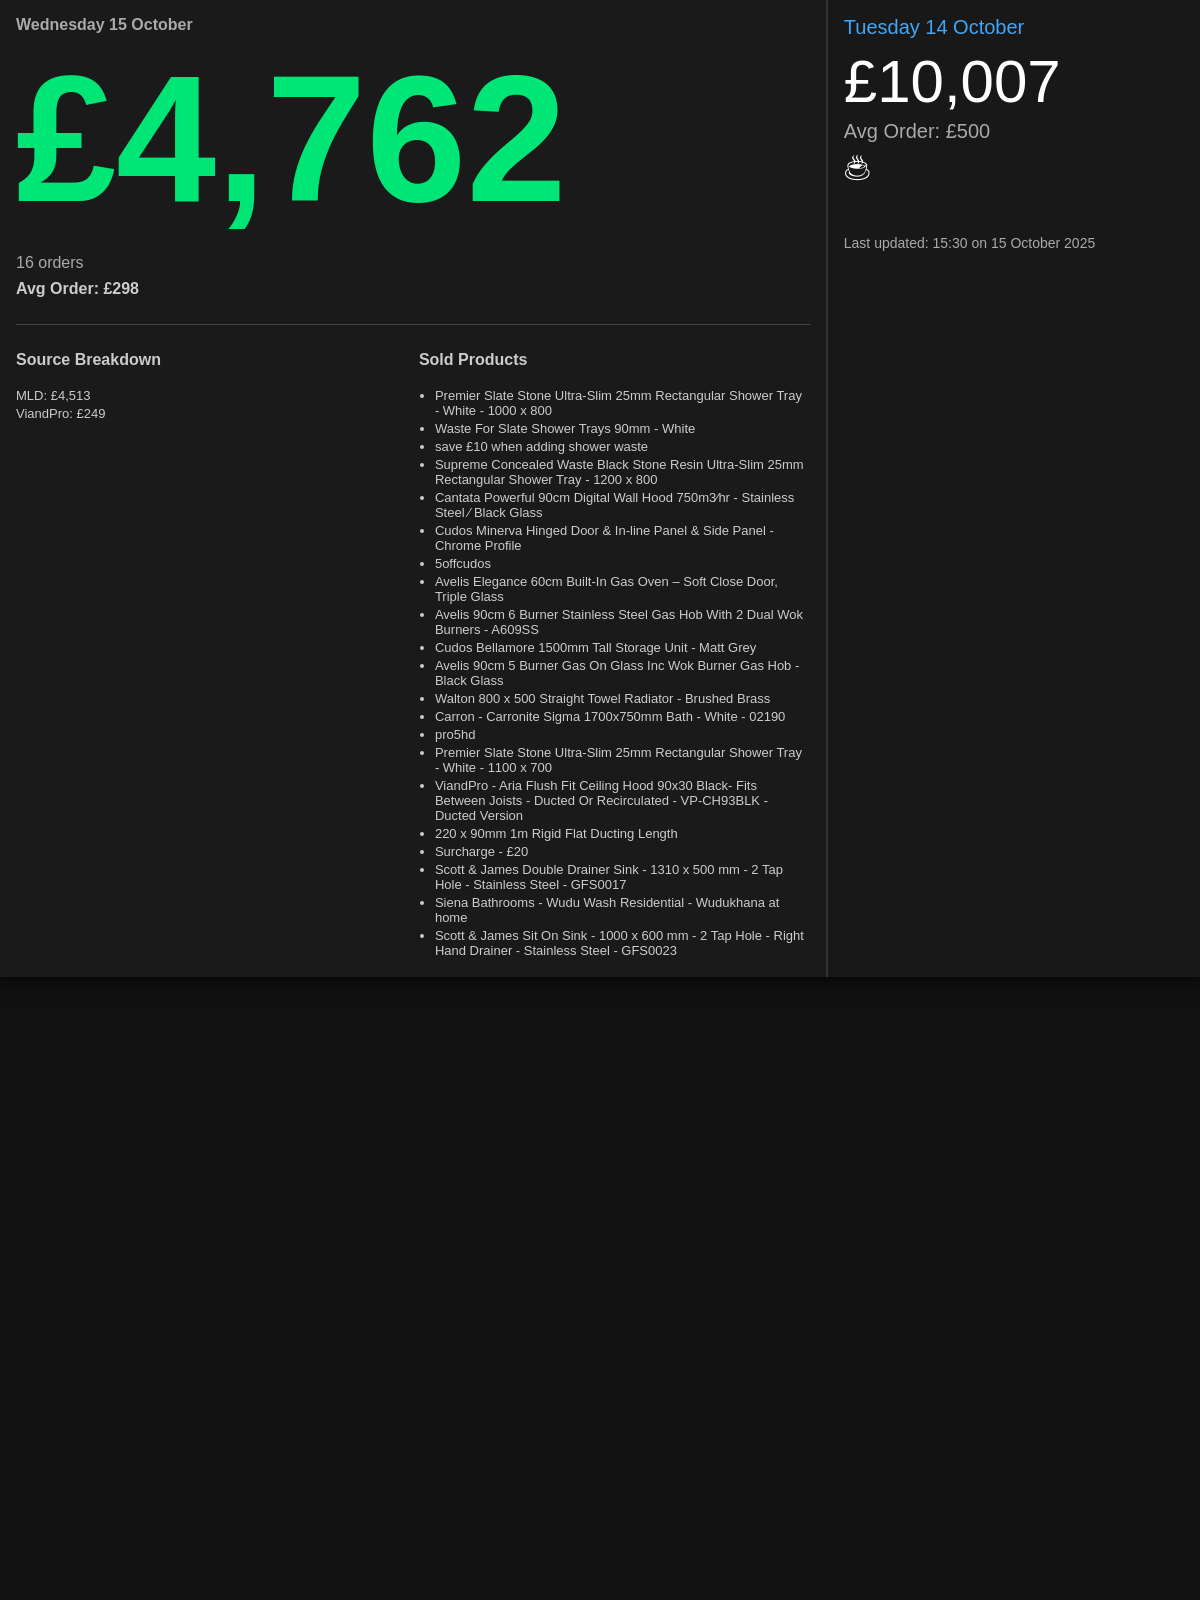 Wednesday 15 October
£4,762
16 orders
Avg Order: £298
Source Breakdown
MLD: £4,513
ViandPro: £249
Sold Products
Premier Slate Stone Ultra-Slim 25mm Rectangular Shower Tray
- White - 1000 x 800
Waste For Slate Shower Trays 90mm - White
save £10 when adding shower waste
Supreme Concealed Waste Black Stone Resin Ultra-Slim 25mm
Rectangular Shower Tray - 1200 x 800
Cantata Powerful 90cm Digital Wall Hood 750m3⁄hr - Stainless
Steel ⁄ Black Glass
Cudos Minerva Hinged Door & In-line Panel & Side Panel -
Chrome Profile
5offcudos
Avelis Elegance 60cm Built-In Gas Oven – Soft Close Door,
Triple Glass
Avelis 90cm 6 Burner Stainless Steel Gas Hob With 2 Dual Wok
Burners - A609SS
Cudos Bellamore 1500mm Tall Storage Unit - Matt Grey
Avelis 90cm 5 Burner Gas On Glass Inc Wok Burner Gas Hob -
Black Glass
Walton 800 x 500 Straight Towel Radiator - Brushed Brass
Carron - Carronite Sigma 1700x750mm Bath - White - 02190
pro5hd
Premier Slate Stone Ultra-Slim 25mm Rectangular Shower Tray
- White - 1100 x 700
ViandPro - Aria Flush Fit Ceiling Hood 90x30 Black- Fits
Between Joists - Ducted Or Recirculated - VP-CH93BLK -
Ducted Version
220 x 90mm 1m Rigid Flat Ducting Length
Surcharge - £20
Scott & James Double Drainer Sink - 1310 x 500 mm - 2 Tap
Hole - Stainless Steel - GFS0017
Siena Bathrooms - Wudu Wash Residential - Wudukhana at
home
Scott & James Sit On Sink - 1000 x 600 mm - 2 Tap Hole - Right
Hand Drainer - Stainless Steel - GFS0023
Tuesday 14 October
£10,007
Avg Order: £500
Last updated: 15:30 on 15 October 2025